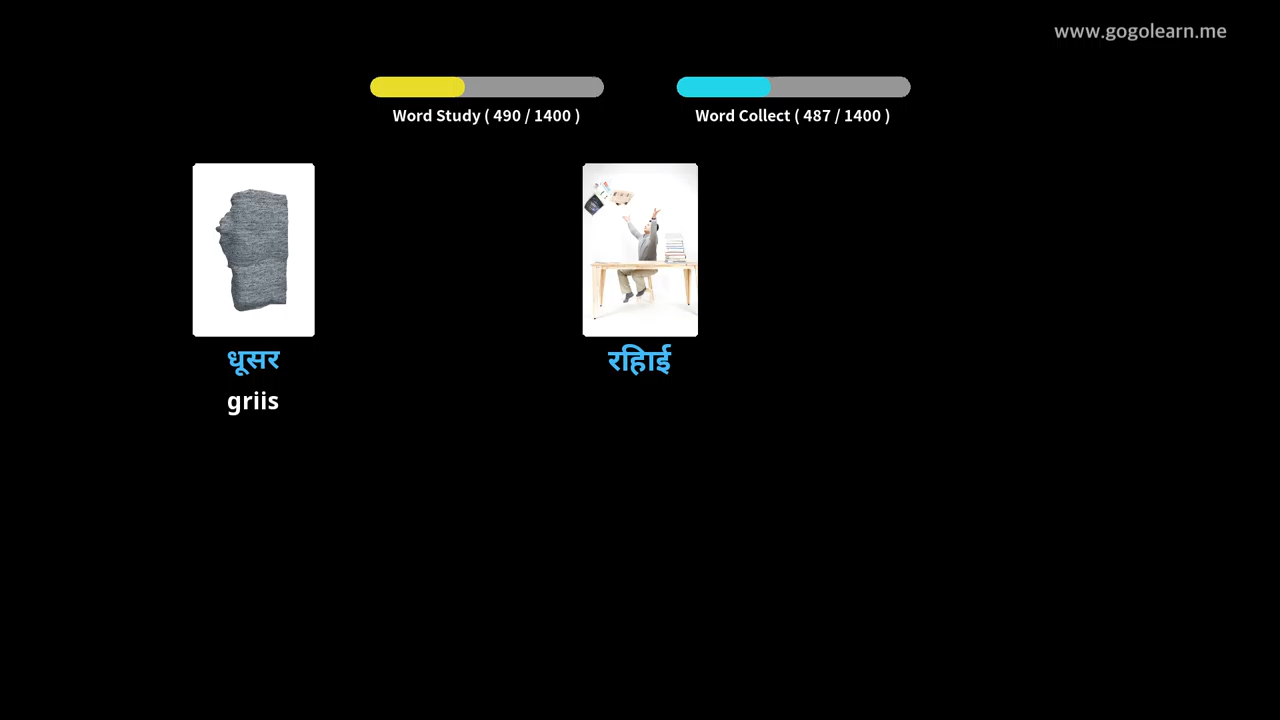 www.gogolearn.me
Word Study ( 490 / 1400 )
Word Collect ( 487 / 1400 )
धूसर
रिहाई
griis